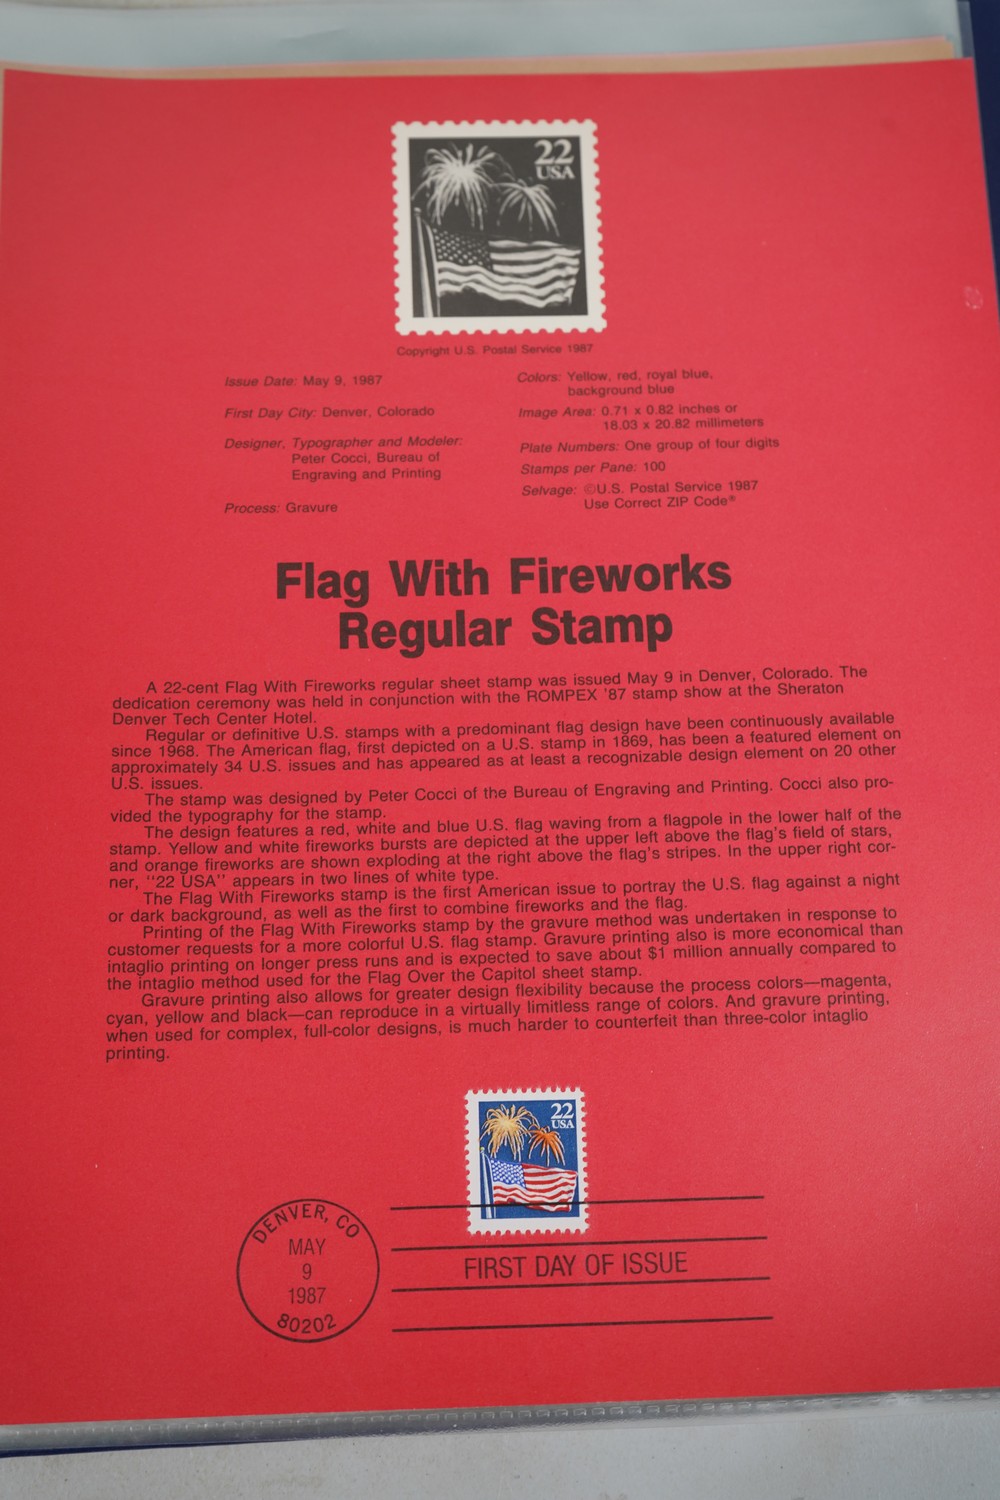 22
USA
Copyright U.S. Postal Service 1987
Issue Date: May 9, 1987
First Day City: Denver, Colorado
Designer, Typographer and Modeler:
Peter Cocci, Bureau of
Engraving and Printing
Process: Gravure
Colors: Yellow, red, royal blue,
background blue
Image Area: 0.71 x 0.82 inches or
18.03 x 20.82 millimeters
Plate Numbers: One group of four digits
Stamps per Pane: 100
Selvage: ©U.S. Postal Service 1987
Use Correct ZIP Code®
Flag With Fireworks
Regular Stamp
A 22-cent Flag With Fireworks regular sheet stamp was issued May 9 in Denver, Colorado. The
dedication ceremony was held in conjunction with the ROMPEX '87 stamp show at the Sheraton
Denver Tech Center Hotel.
Regular or definitive U.S. stamps with a predominant flag design have been continuously available
since 1968. The American flag, first depicted on a U.S. stamp in 1869, has been a featured element on
approximately 34 U.S. issues and has appeared as at least a recognizable design element on 20 other
U.S. issues.
The stamp was designed by Peter Cocci of the Bureau of Engraving and Printing. Cocci also pro-
vided the typography for the stamp.
The design features a red, white and blue U.S. flag waving from a flagpole in the lower half of the
stamp. Yellow and white fireworks bursts are depicted at the upper left above the flag's field of stars,
and orange fireworks are shown exploding at the right above the flag's stripes. In the upper right cor-
ner, "22 USA" appears in two lines of white type.
The Flag With Fireworks stamp is the first American issue to portray the U.S. flag against a night
or dark background, as well as the first to combine fireworks and the flag.
Printing of the Flag With Fireworks stamp by the gravure method was undertaken in response to
customer requests for a more colorful U.S. flag stamp. Gravure printing also is more economical than
intaglio printing on longer press runs and is expected to save about $1 million annually compared to
the intaglio method used for the Flag Over the Capitol sheet stamp.
Gravure printing also allows for greater design flexibility because the process colors—magenta,
cyan, yellow and black—can reproduce in a virtually limitless range of colors. And gravure printing,
when used for complex, full-color designs, is much harder to counterfeit than three-color intaglio
printing.
22
USA
DENVER, CO
MAY
9
1987
80202
FIRST DAY OF ISSUE